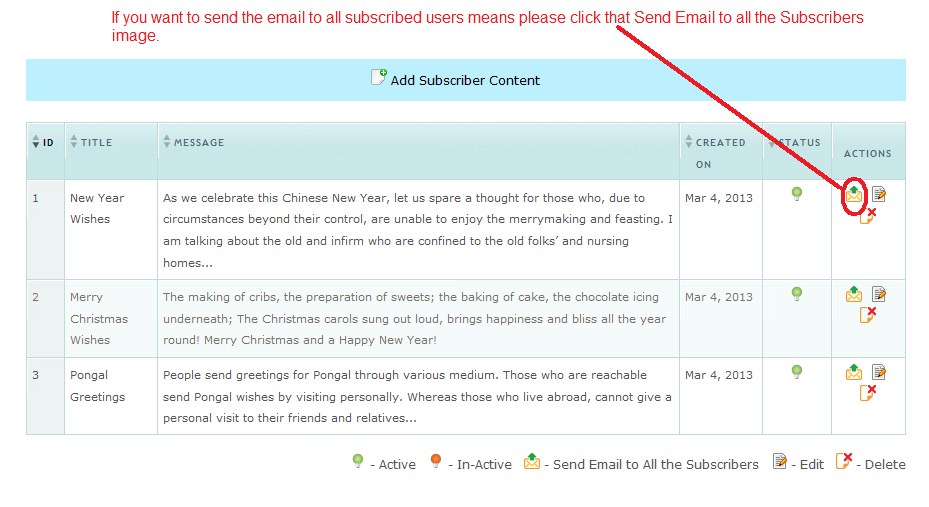 If you want to send the email to all subscribed users means please click that Send Email to all the Subscribers
image.
Add Subscriber Content
ID TITLE MESSAGE CREATED ON STATUS ACTIONS
1
New Year
Wishes
As we celebrate this Chinese New Year, let us spare a thought for those who, due to
circumstances beyond their control, are unable to enjoy the merrymaking and feasting. I
am talking about the old and infirm who are confined to the old folks’ and nursing
homes...
Mar 4, 2013
2
Merry
Christmas
Wishes
The making of cribs, the preparation of sweets; the baking of cake, the chocolate icing
underneath; The Christmas carols sung out loud, brings happiness and bliss all the year
round! Merry Christmas and a Happy New Year!
Mar 4, 2013
3
Pongal
Greetings
People send greetings for Pongal through various medium. Those who are reachable
send Pongal wishes by visiting personally. Whereas those who live abroad, cannot give a
personal visit to their friends and relatives...
Mar 4, 2013
- Active - In-Active - Send Email to All the Subscribers - Edit - Delete